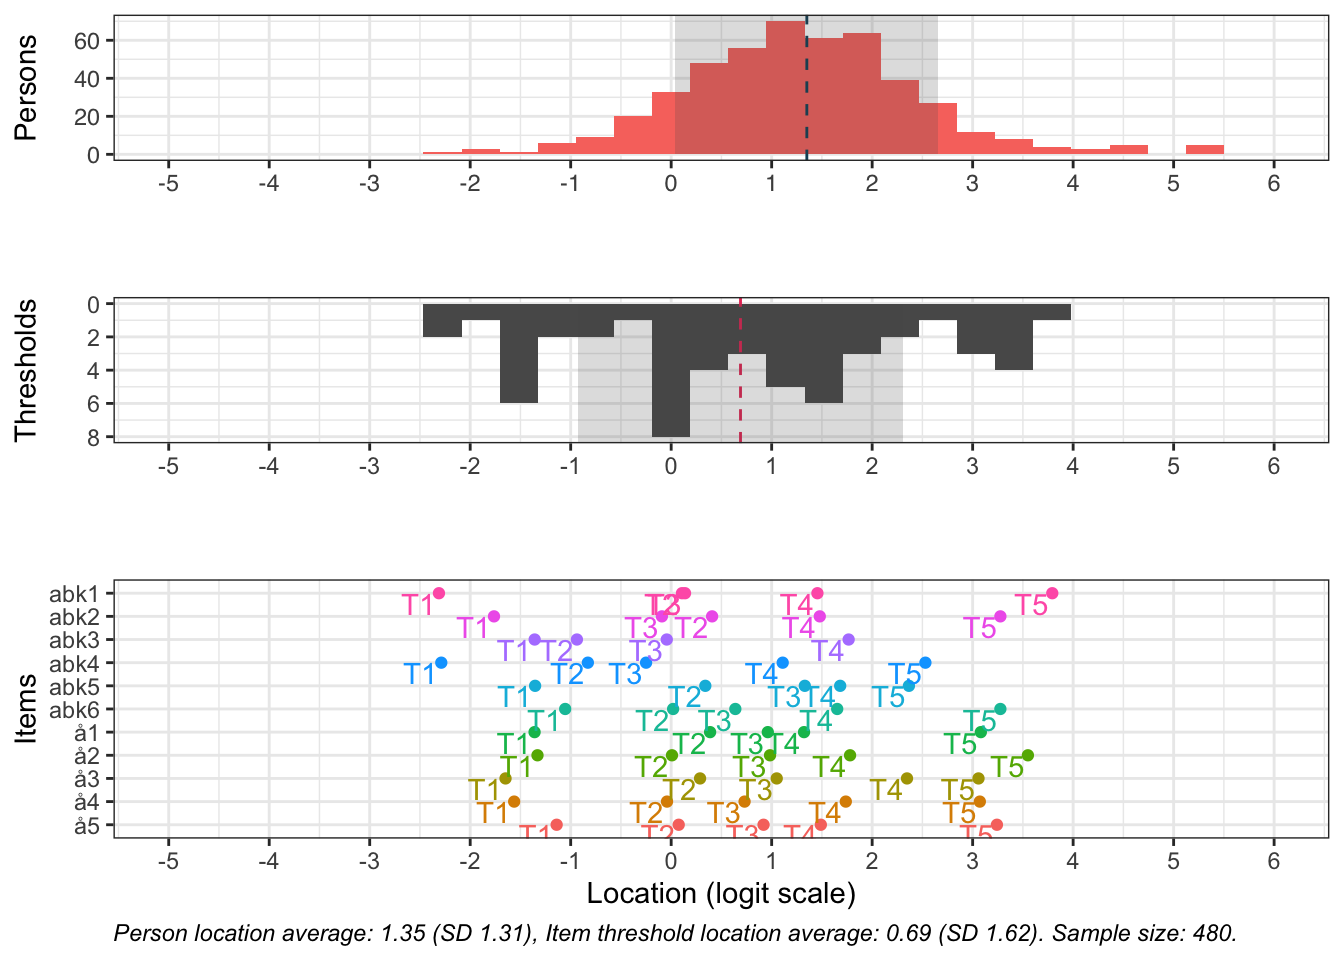 Persons
60
40
20
0
-5 -4 -3 -2 -1 0 1 2 3 4 5 6
Thresholds
0
2
4
6
8
-5 -4 -3 -2 -1 0 1 2 3 4 5 6
Items
abk1 T1 T2 T3 T4 T5
abk2 T1 T3 T2 T4 T5
abk3 T1 T2 T3 T4
abk4 T1 T2 T3 T4 T5
abk5 T1 T2 T3 T4 T5
abk6 T1 T2 T3 T4 T5
å1 T1 T2 T3 T4 T5
å2 T1 T2 T3 T4 T5
å3 T1 T2 T3 T4 T5
å4 T1 T2 T3 T4 T5
å5 T1 T2 T3 T4 T5
-5 -4 -3 -2 -1 0 1 2 3 4 5 6
Location (logit scale)
Person location average: 1.35 (SD 1.31), Item threshold location average: 0.69 (SD 1.62). Sample size: 480.